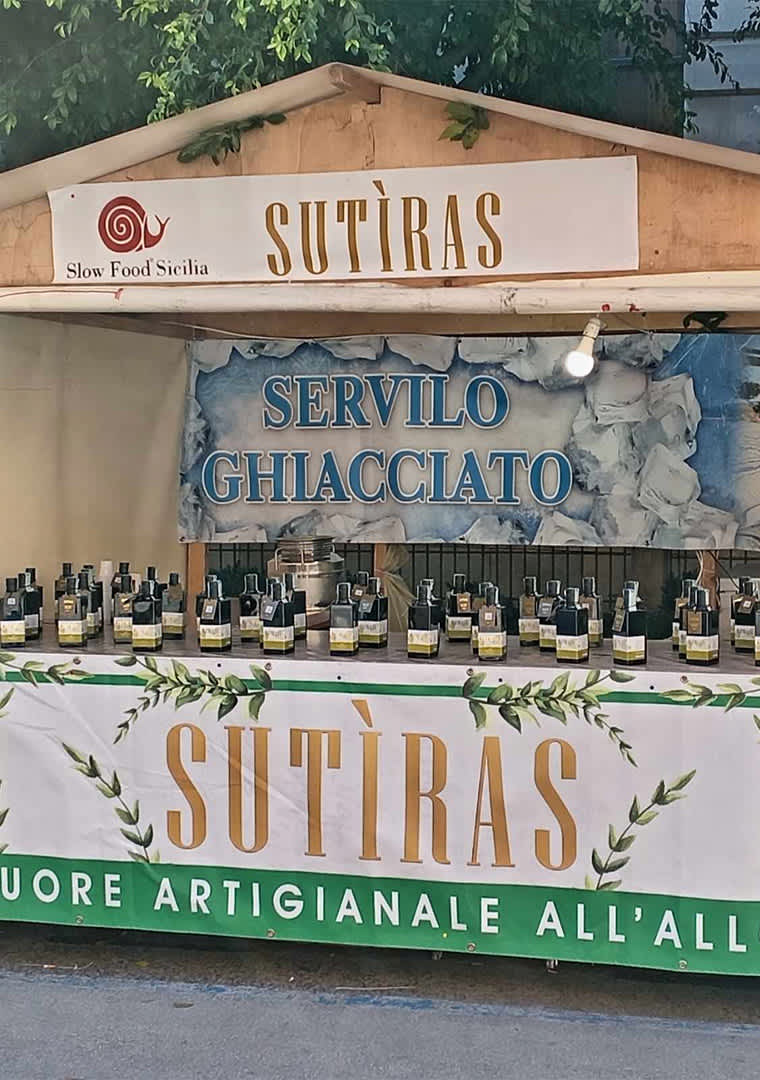 Slow Food® Sicilia
SUTÌRAS
SERVILO
GHIACCIATO
SUTÌRAS
UORE ARTIGIANALE ALL'ALL